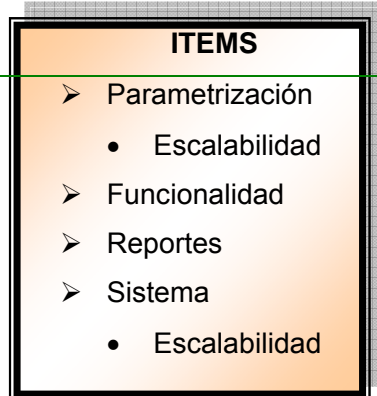 ITEMS
➢ Parametrización
• Escalabilidad
➢ Funcionalidad
➢ Reportes
➢ Sistema
• Escalabilidad